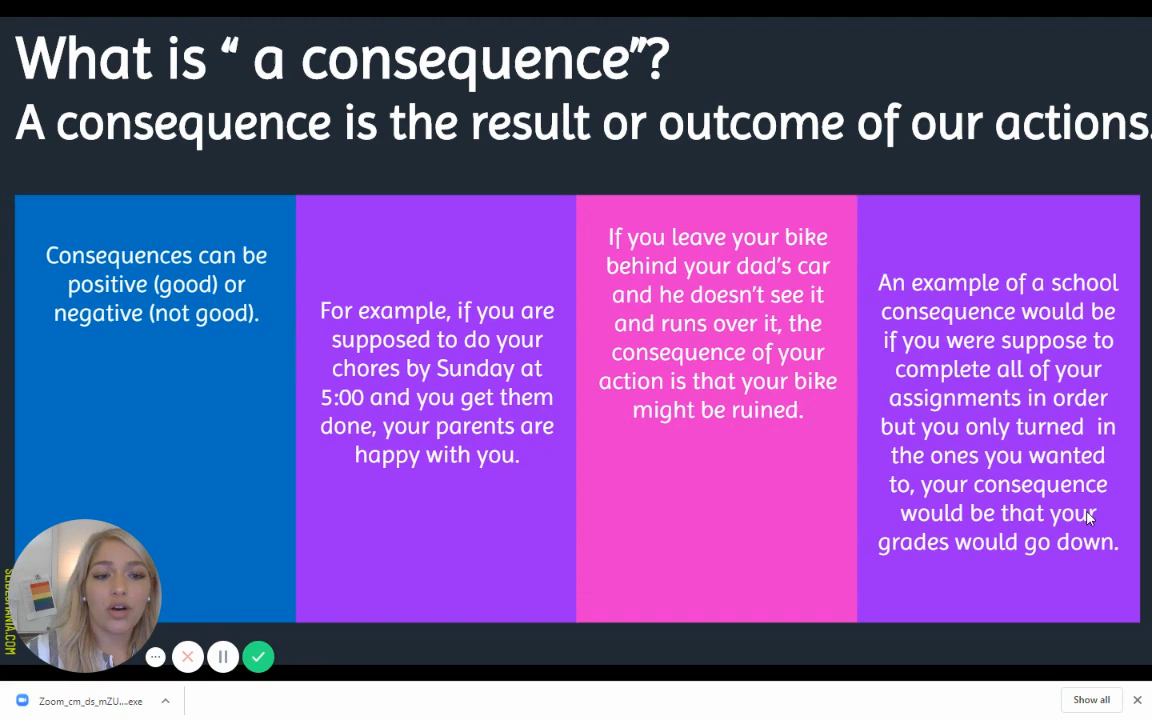 What is “ a consequence”?
A consequence is the result or outcome of our actions.
Consequences can be
positive (good) or
negative (not good).
For example, if you are
supposed to do your
chores by Sunday at
5:00 and you get them
done, your parents are
happy with you.
If you leave your bike
behind your dad’s car
and he doesn’t see it
and runs over it, the
consequence of your
action is that your bike
might be ruined.
An example of a school
consequence would be
if you were suppose to
complete all of your
assignments in order
but you only turned  in
the ones you wanted
to, your consequence
would be that your
grades would go down.
SLIDESMANIA.COM
Zoom_cm_ds_mZU....exe
Show all